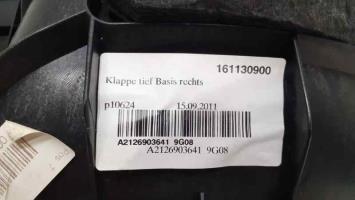 161130900
Klappe tief Basis rechts
p10624 15.09.2011
A2126903641 9G08
A2126903641 9G08